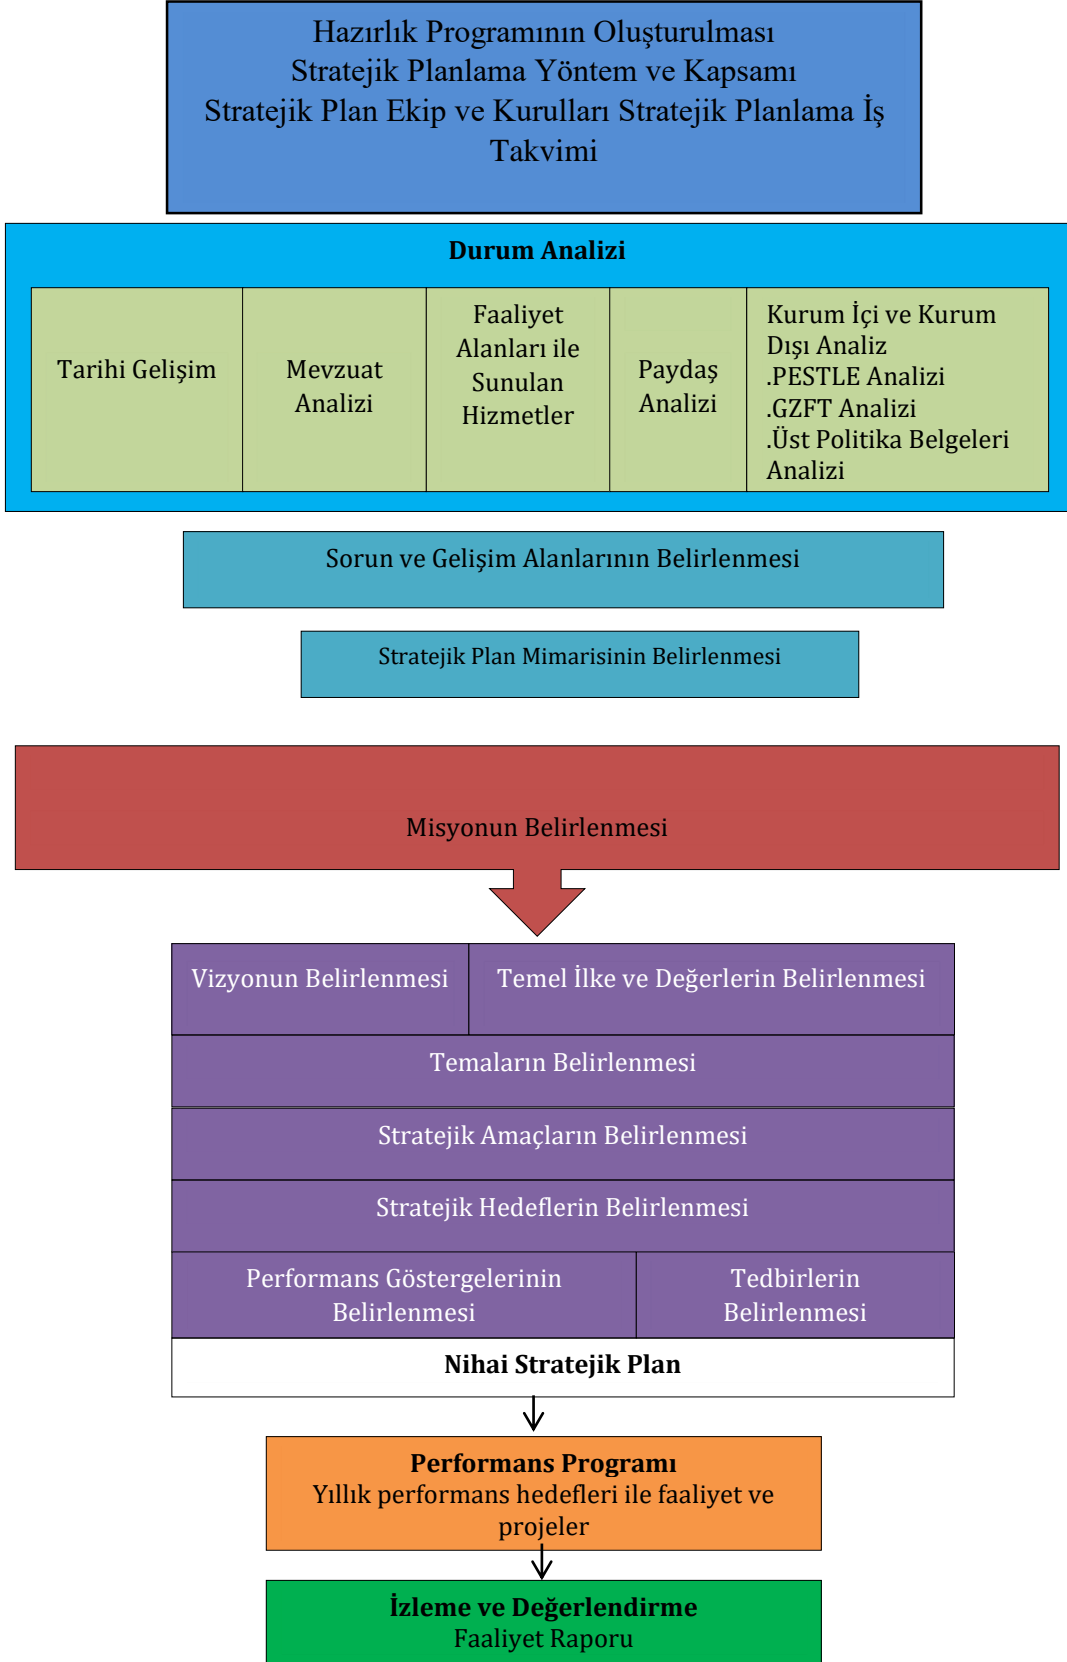 Hazırlık Programının Oluşturulması
Stratejik Planlama Yöntem ve Kapsamı
Stratejik Plan Ekip ve Kurulları Stratejik Planlama İş
Takvimi
Durum Analizi
Tarihi Gelişim
Mevzuat
Analizi
Faaliyet
Alanları ile
Sunulan
Hizmetler
Paydaş
Analizi
Kurum İçi ve Kurum
Dışı Analiz
.PESTLE Analizi
.GZFT Analizi
.Üst Politika Belgeleri
Analizi
Sorun ve Gelişim Alanlarının Belirlenmesi
Stratejik Plan Mimarisinin Belirlenmesi
Misyonun Belirlenmesi
Vizyonun Belirlenmesi
Temel İlke ve Değerlerin Belirlenmesi
Temaların Belirlenmesi
Stratejik Amaçların Belirlenmesi
Stratejik Hedeflerin Belirlenmesi
Performans Göstergelerinin
Belirlenmesi
Tedbirlerin
Belirlenmesi
Nihai Stratejik Plan
Performans Programı
Yıllık performans hedefleri ile faaliyet ve
projeler
İzleme ve Değerlendirme
Faaliyet Raporu